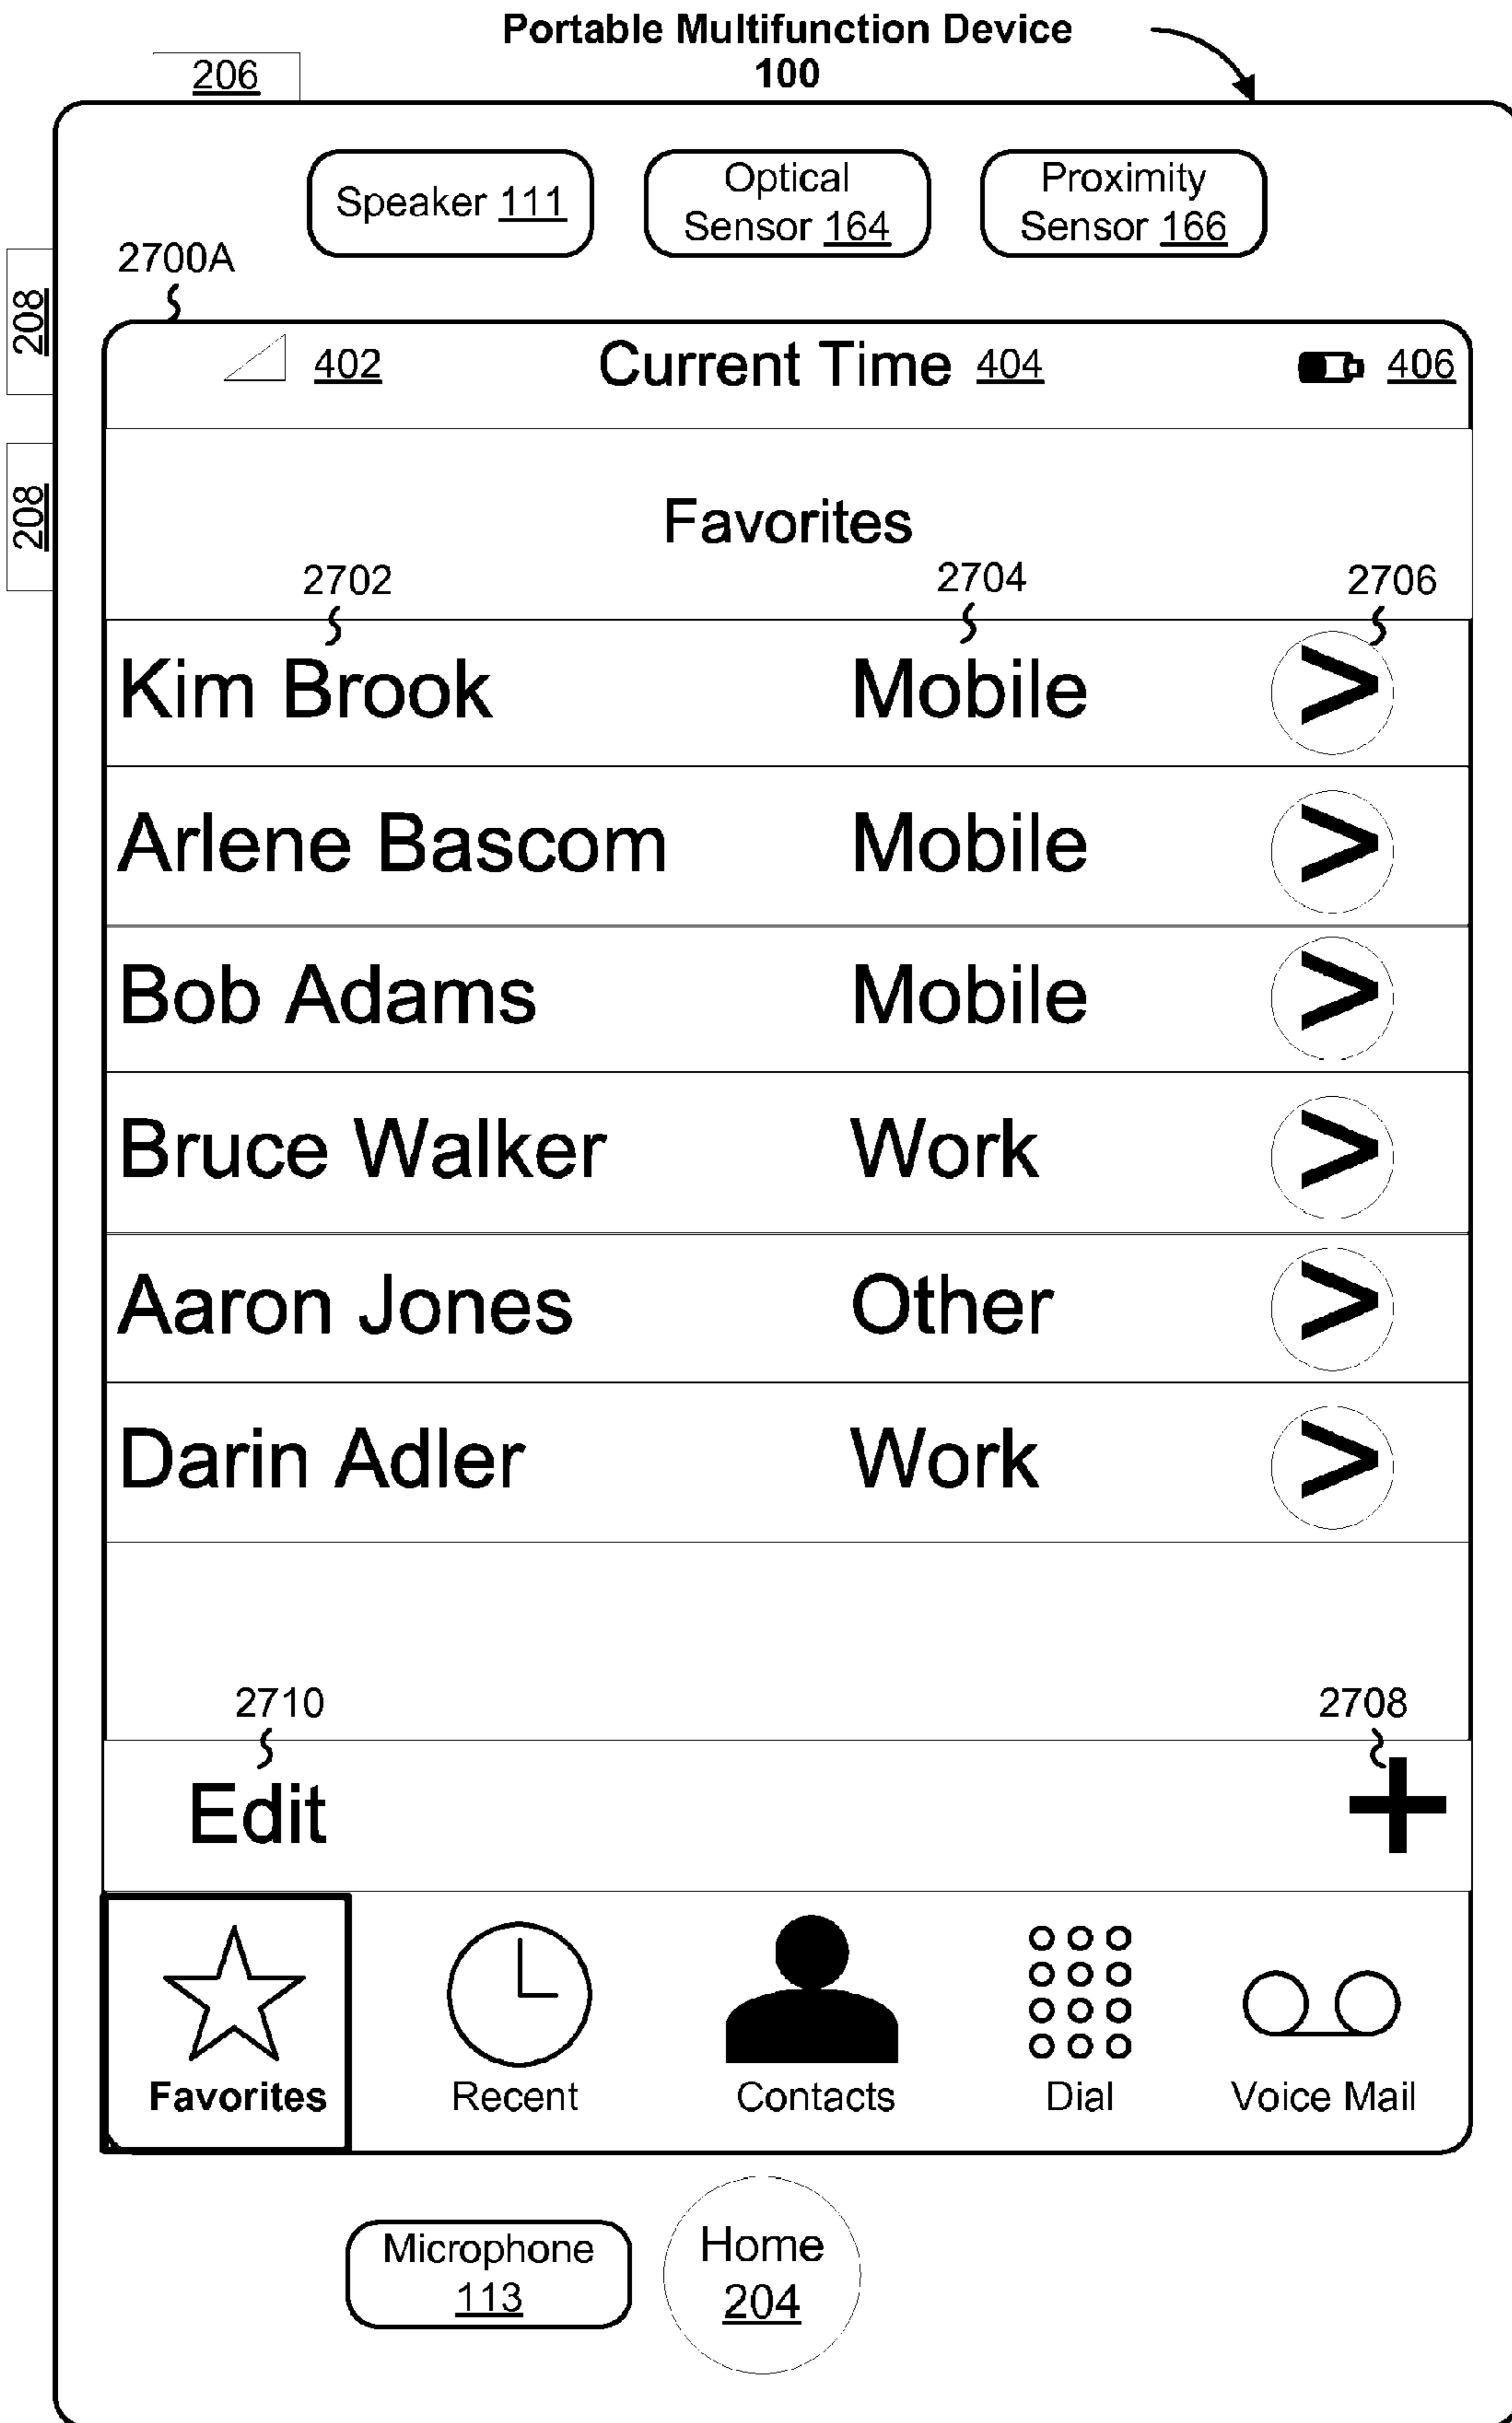 Portable Multifunction Device
100
206
Speaker 111
Optical
Sensor 164
Proximity
Sensor 166
2700A
208
402
Current Time 404
406
208
Favorites
2702
2704
2706
Kim Brook Mobile >
Arlene Bascom Mobile >
Bob Adams Mobile >
Bruce Walker Work >
Aaron Jones Other >
Darin Adler Work >
2710
2708
Edit +
Favorites Recent Contacts Dial Voice Mail
Microphone
113
Home
204